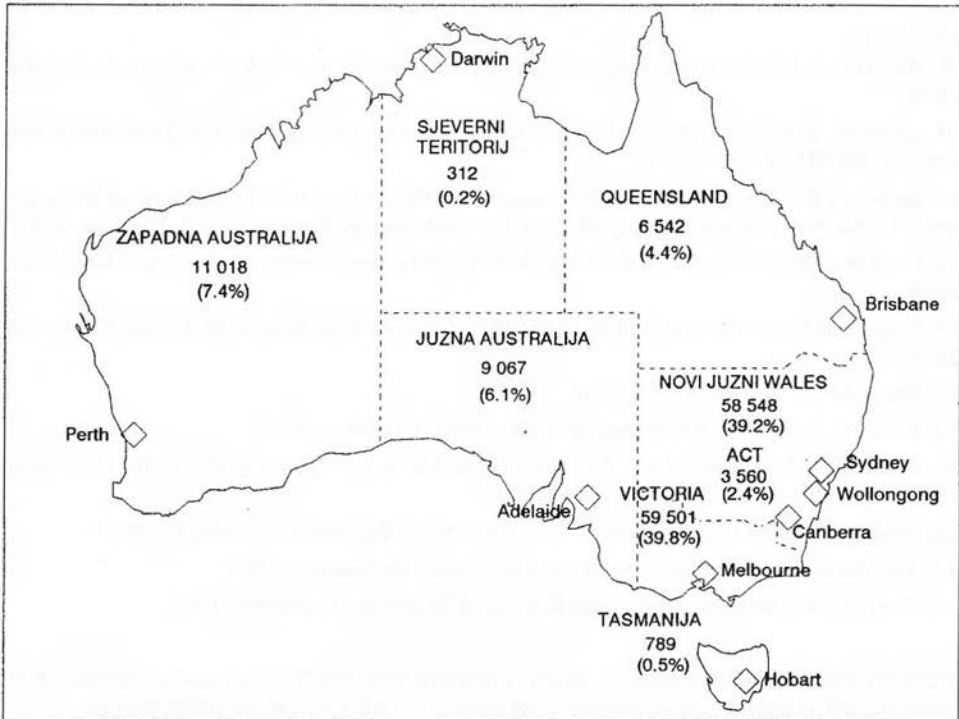 Darwin
SJEVERNI
TERITORIJ
312
(0.2%)
QUEENSLAND
6 542
(4.4%)
ZAPADNA AUSTRALIJA
11 018
(7.4%)
Brisbane
JUZNA AUSTRALIJA
9 067
(6.1%)
NOVI JUZNI WALES
58 548
(39.2%)
Perth
ACT
3 560
(2.4%)
Sydney
Wollongong
Adelaide
VICTORIA
59 501
(39.8%)
Canberra
Melbourne
TASMANIJA
789
(0.5%)
Hobart